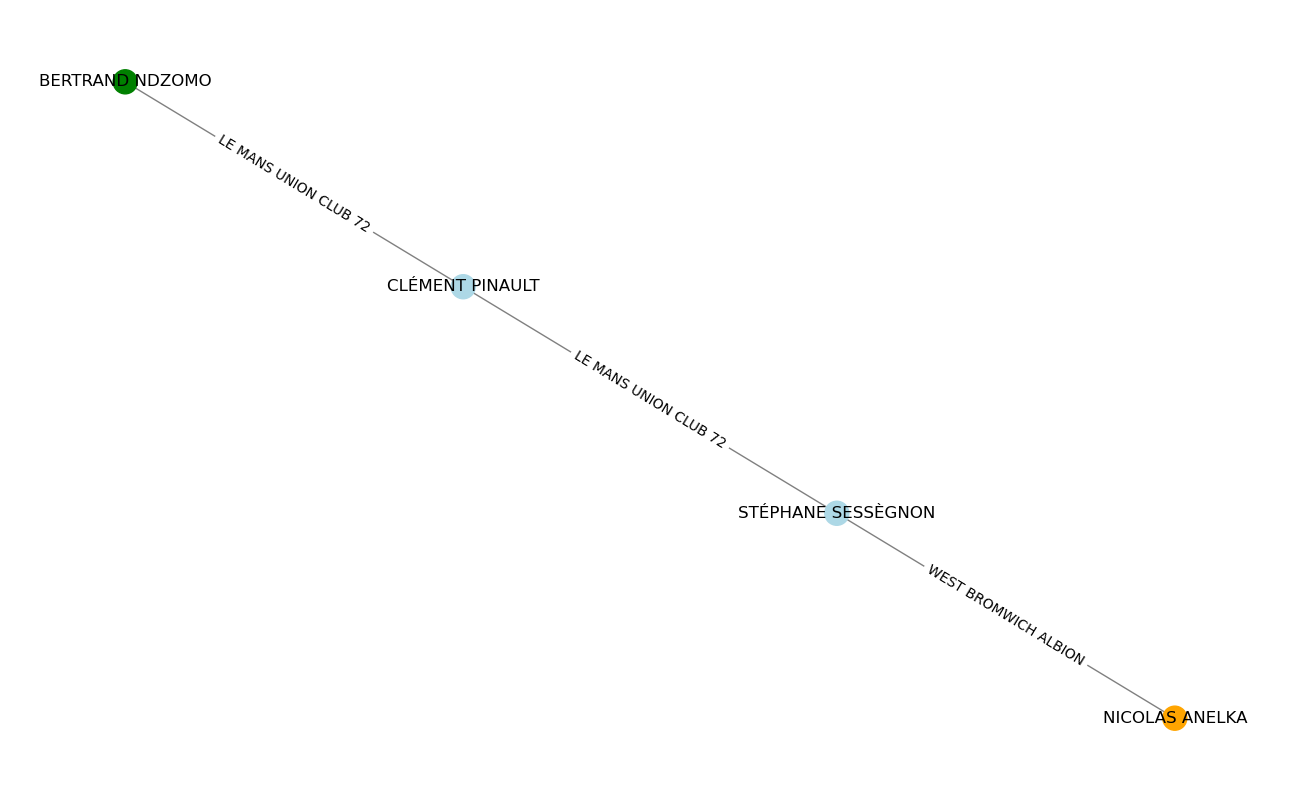 BERTRAND NDZOMO
LE MANS UNION CLUB 72
CLÉMENT PINAULT
LE MANS UNION CLUB 72
STÉPHANE SESSÈGNON
WEST BROMWICH ALBION
NICOLAS ANELKA